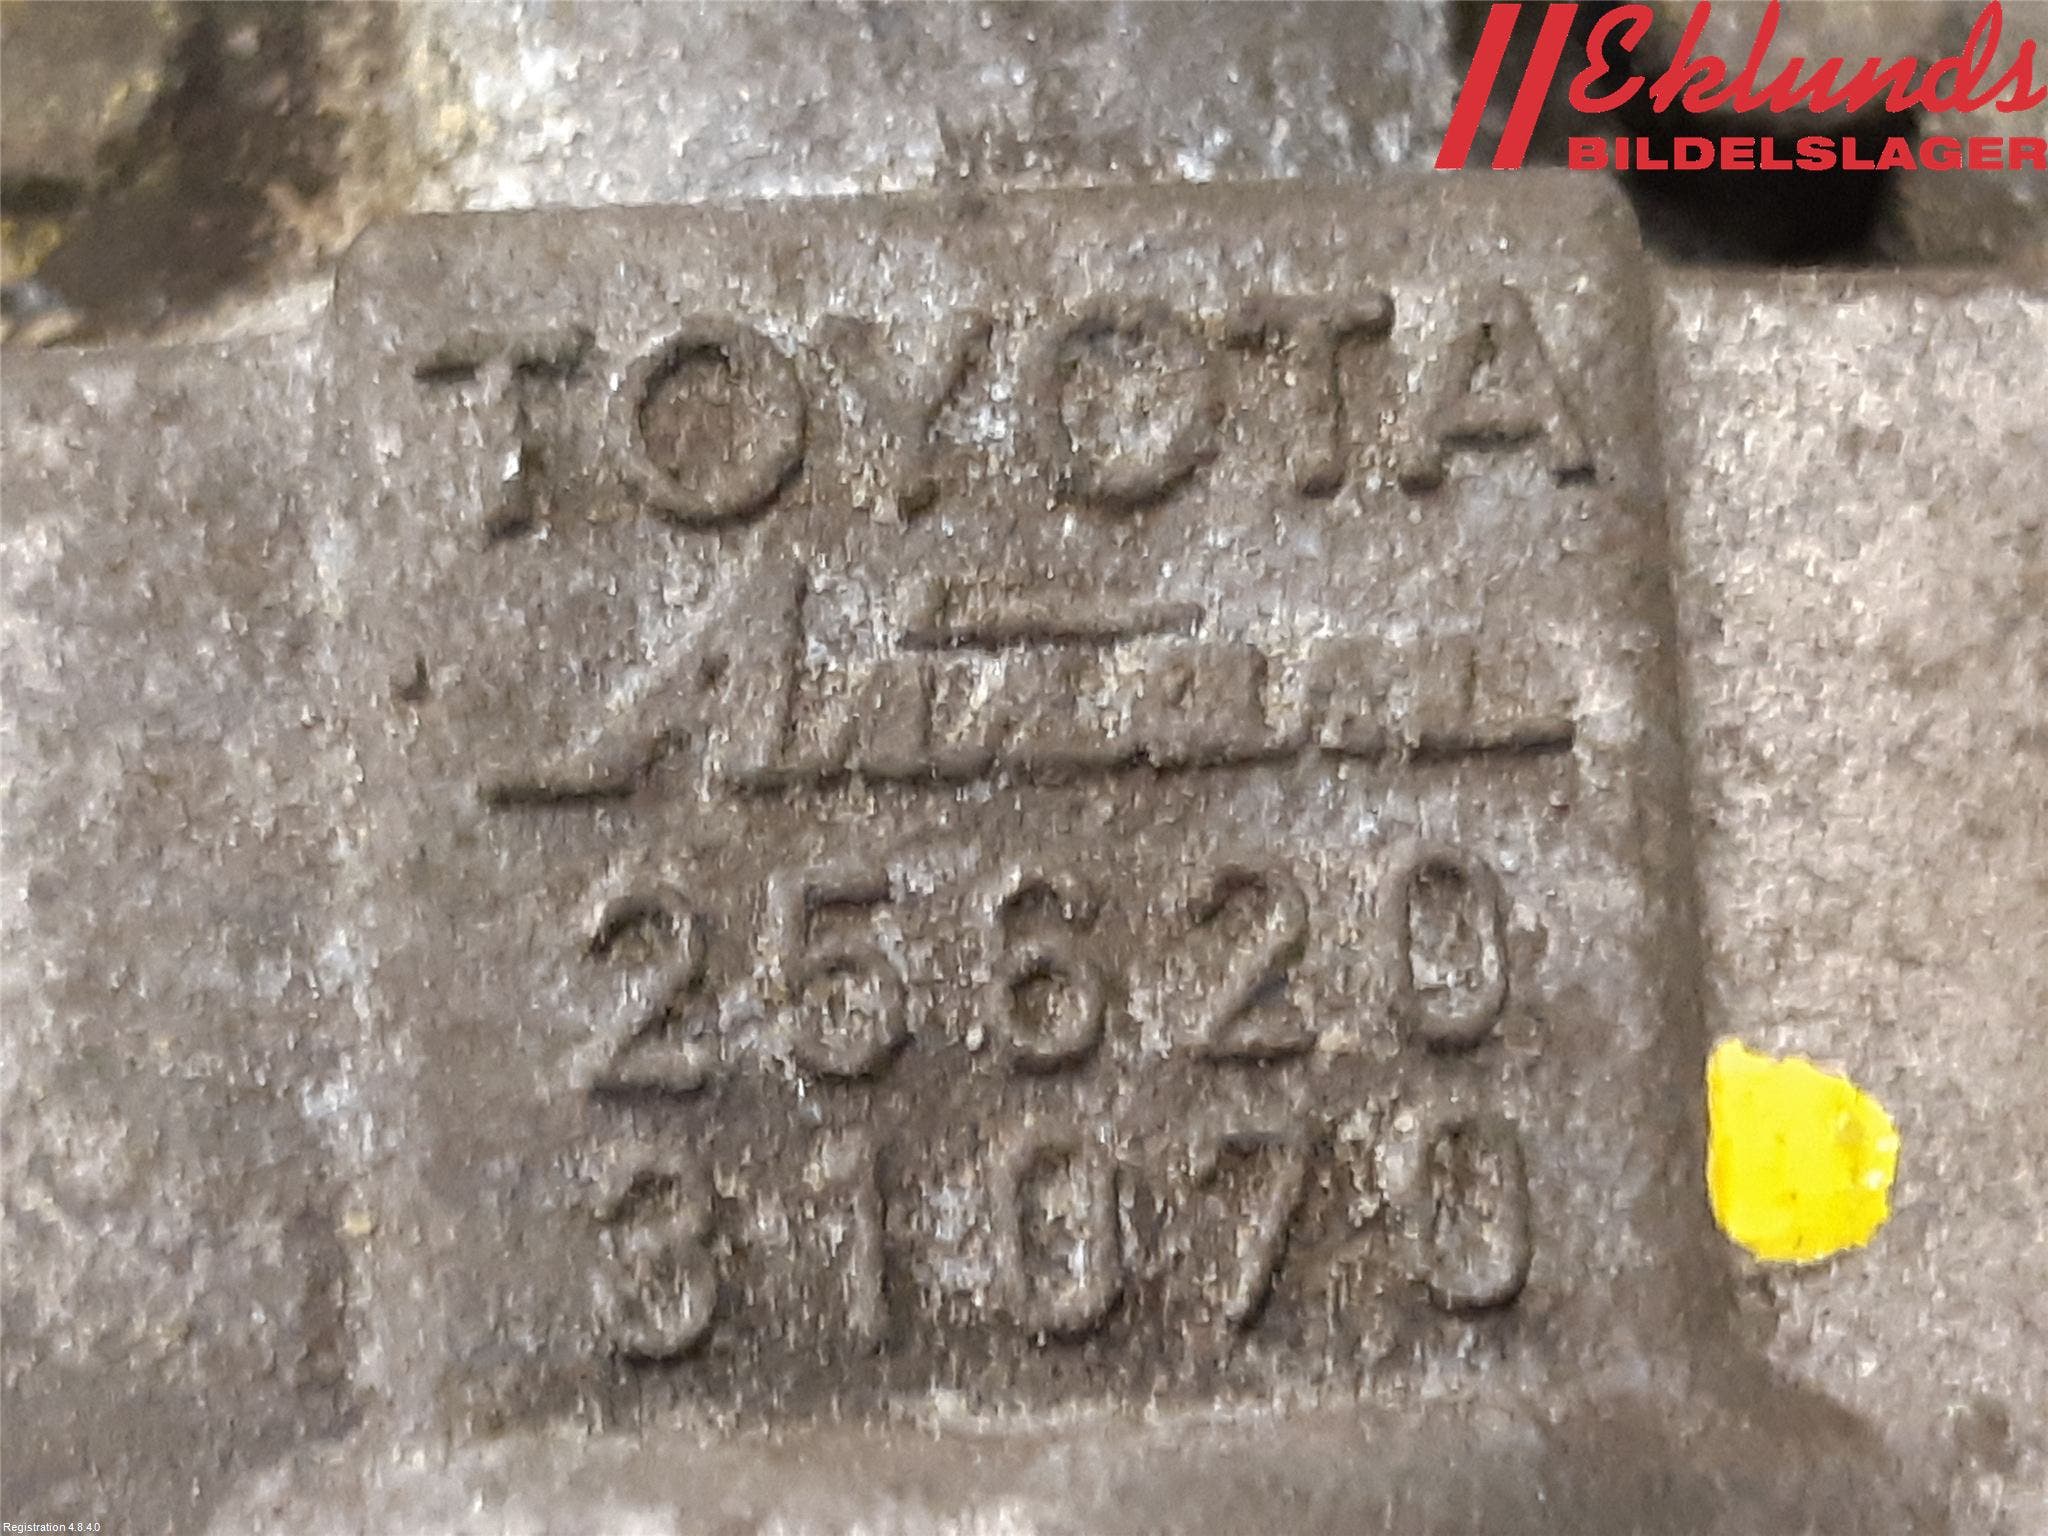 Eklunds
BILDELSLAGER
TOYOTA
25620
31070
Registration 4.8.4.0